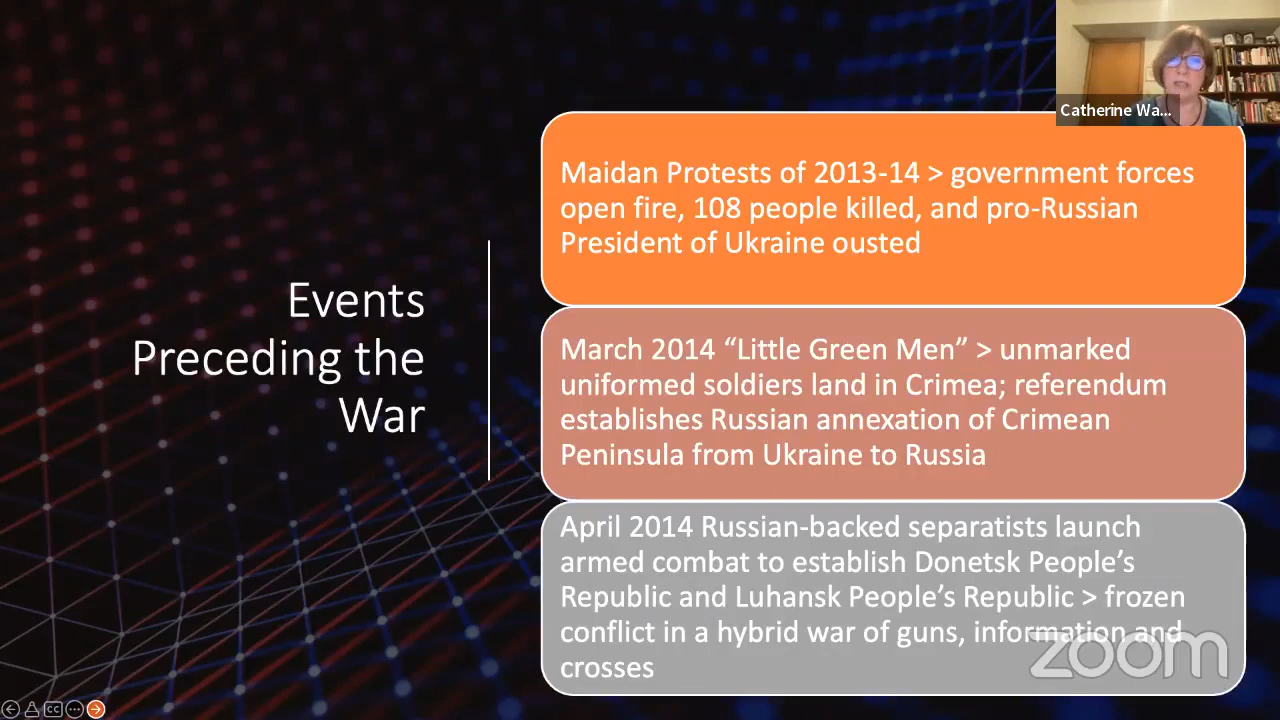 Catherine Wa...
Events
Preceding the
War
Maidan Protests of 2013-14 > government forces
open fire, 108 people killed, and pro-Russian
President of Ukraine ousted
March 2014 “Little Green Men” > unmarked
uniformed soldiers land in Crimea; referendum
establishes Russian annexation of Crimean
Peninsula from Ukraine to Russia
April 2014 Russian-backed separatists launch
armed combat to establish Donetsk People’s
Republic and Luhansk People’s Republic > frozen
conflict in a hybrid war of guns, information and
crosses
zoom
CC